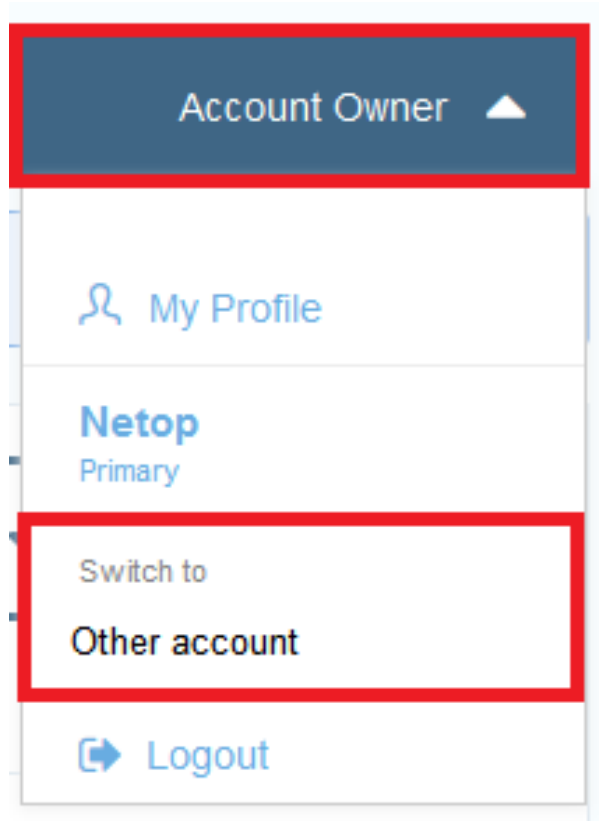 Account Owner
My Profile
Netop
Primary
Switch to
Other account
Logout